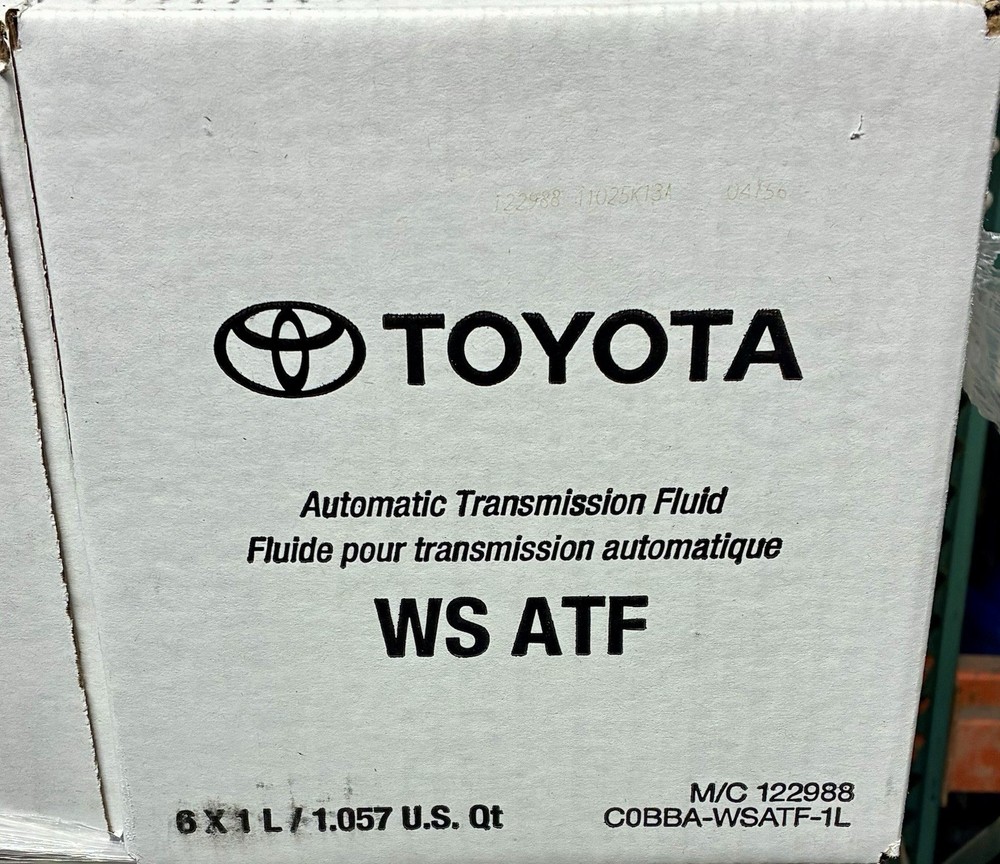 122988 11025K13A 04156
TOYOTA
Automatic Transmission Fluid
Fluide pour transmission automatique
WS ATF
6 X 1 L / 1.057 U.S. Qt
M/C 122988
C0BBA-WSATF-1L